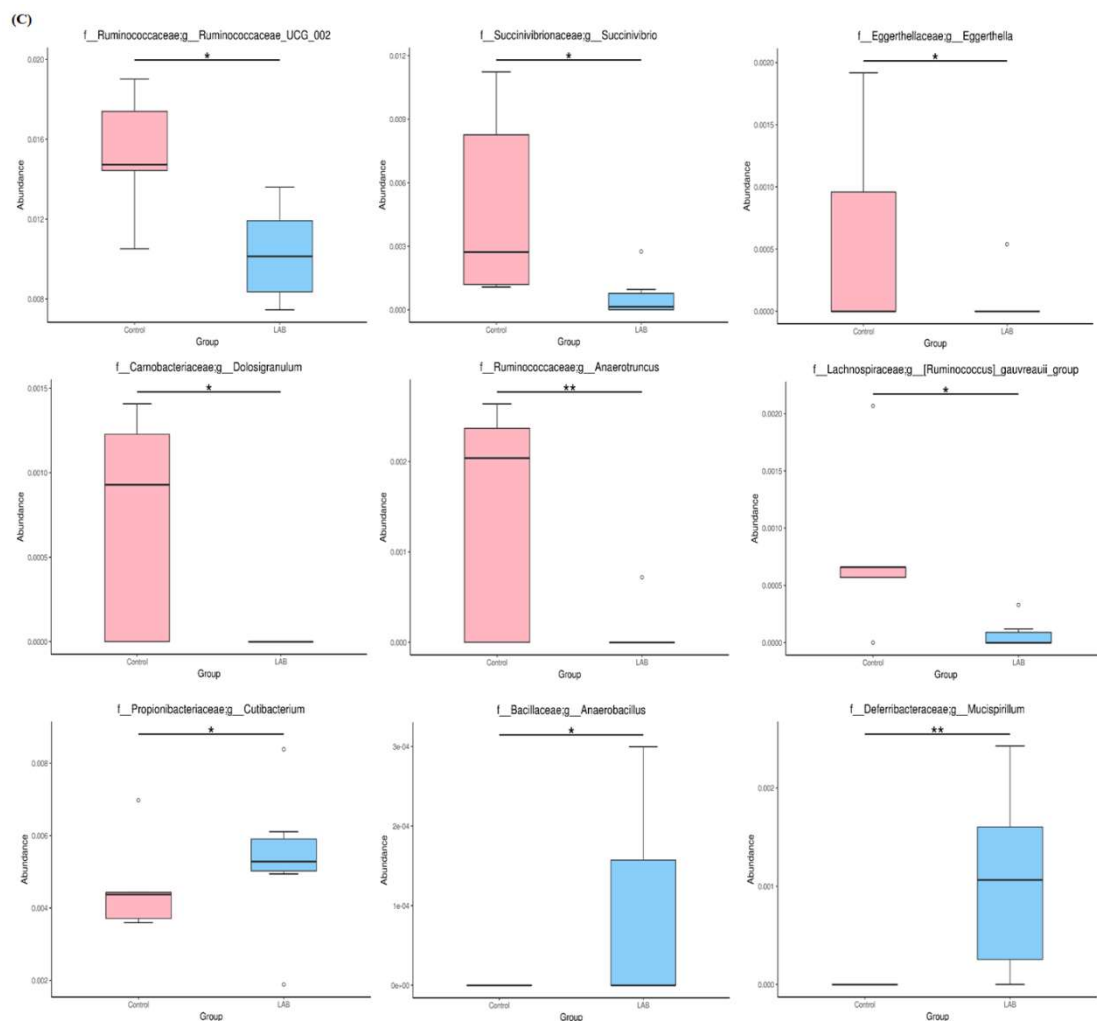 (C)
f__Ruminococcaceae;g__Ruminococcaceae_UCG_002
*
0.020
0.016
0.012
0.008
Abundance
Control
LAB
Group
f__Succinivibrionaceae;g__Succinivibrio
*
0.012
0.009
0.006
0.003
0.000
Abundance
Control
LAB
Group
f__Eggerthellaceae;g__Eggerthella
*
0.0020
0.0015
0.0010
0.0005
0.0000
Abundance
Control
LAB
Group
f__Carnobacteriaceae;g__Dolosigranulum
*
0.0015
0.0010
0.0005
0.0000
Abundance
Control
LAB
Group
f__Ruminococcaceae;g__Anaerotruncus
**
0.002
0.001
0.000
Abundance
Control
LAB
Group
f__Lachnospiraceae;g__[Ruminococcus]_gauvreauii_group
*
0.0020
0.0015
0.0010
0.0005
0.0000
Abundance
Control
LAB
Group
f__Propionibacteriaceae;g__Cutibacterium
*
0.008
0.006
0.004
0.002
Abundance
Control
LAB
Group
f__Bacillaceae;g__Anaerobacillus
*
3e-04
2e-04
1e-04
0e+00
Abundance
Control
LAB
Group
f__Deferribacteraceae;g__Mucispirillum
**
0.002
0.001
0.000
Abundance
Control
LAB
Group